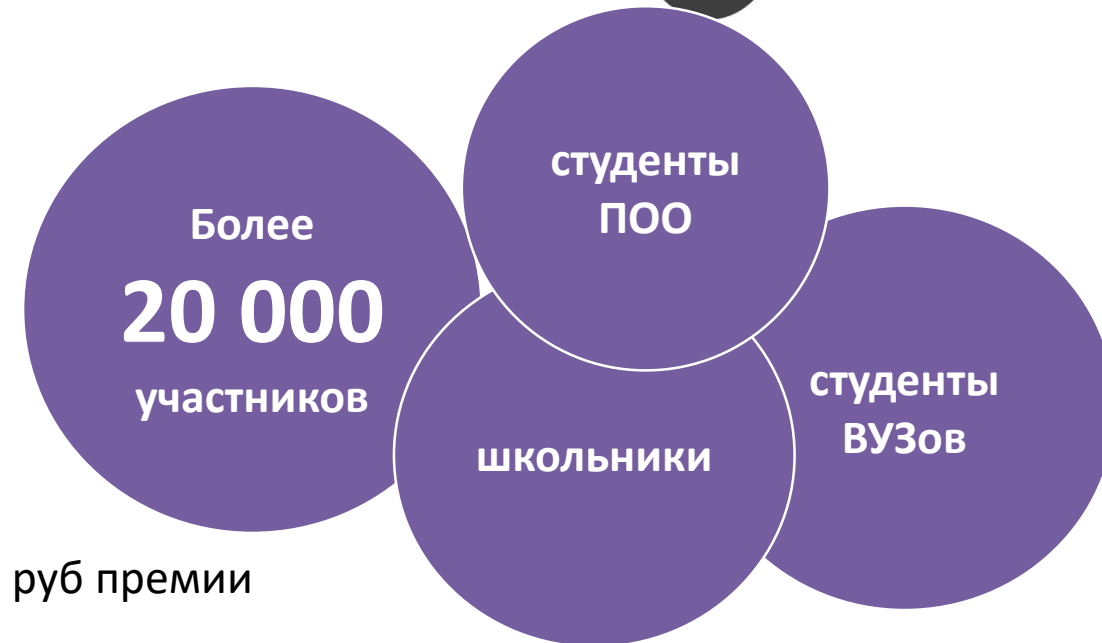 Более
20 000
участников
студенты
ПОО
школьники
студенты
ВУЗов
руб премии